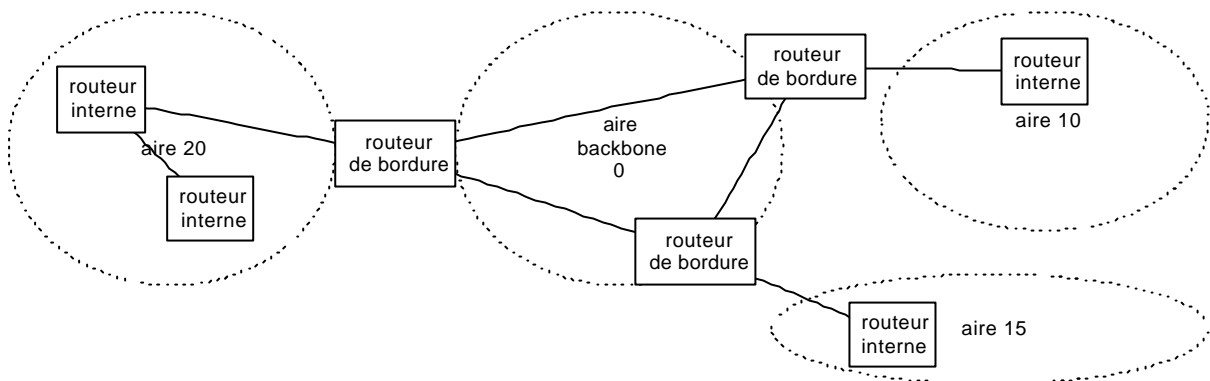 routeur
interne
aire 20
routeur
interne
routeur
de bordure
aire
backbone
0
routeur
de bordure
routeur
de bordure
routeur
interne
aire 10
routeur
interne
aire 15